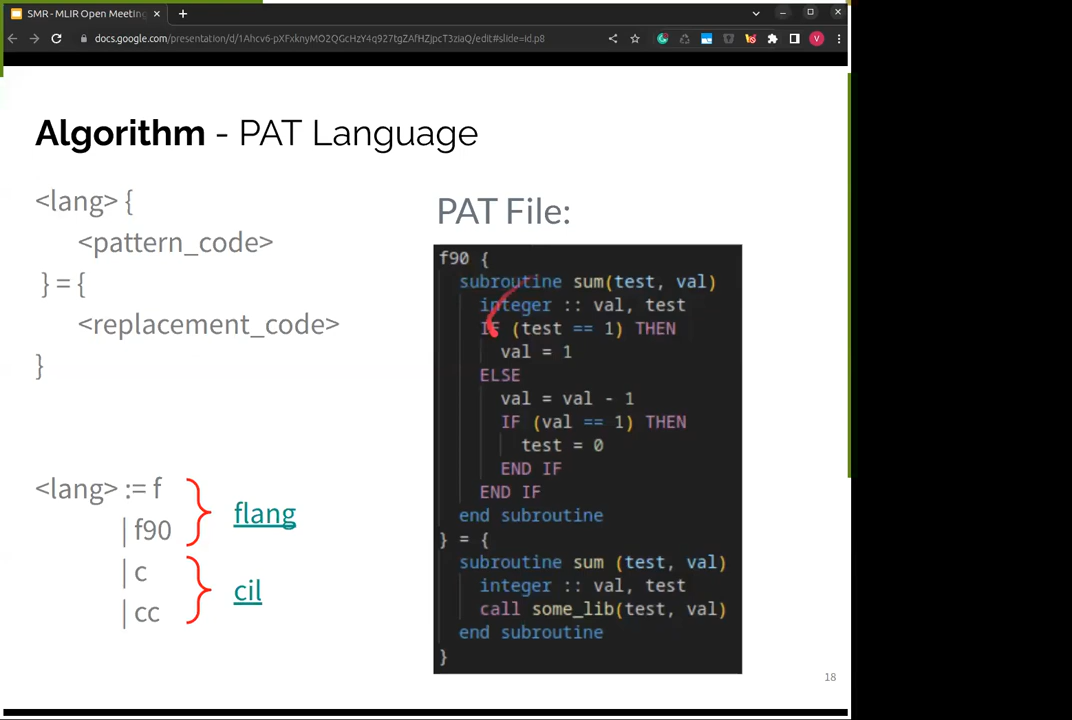 SMR - MLIR Open Meeting
docs.google.com/presentation/d/1Ahcv6-pXFxknyMO2QGcHzY4q927tgZAfHZjpcT3ziaQ/edit#slide=id.p8
V
Algorithm - PAT Language
<lang> {
<pattern_code>
} = {
<replacement_code>
}
<lang> := f
| f90
flang
| c
| cc
cil
PAT File:
f90 {
subroutine sum(test, val)
integer :: val, test
IF (test == 1) THEN
val = 1
ELSE
val = val - 1
IF (val == 1) THEN
test = 0
END IF
END IF
end subroutine
} = {
subroutine sum (test, val)
integer :: val, test
call some_lib(test, val)
end subroutine
}
18